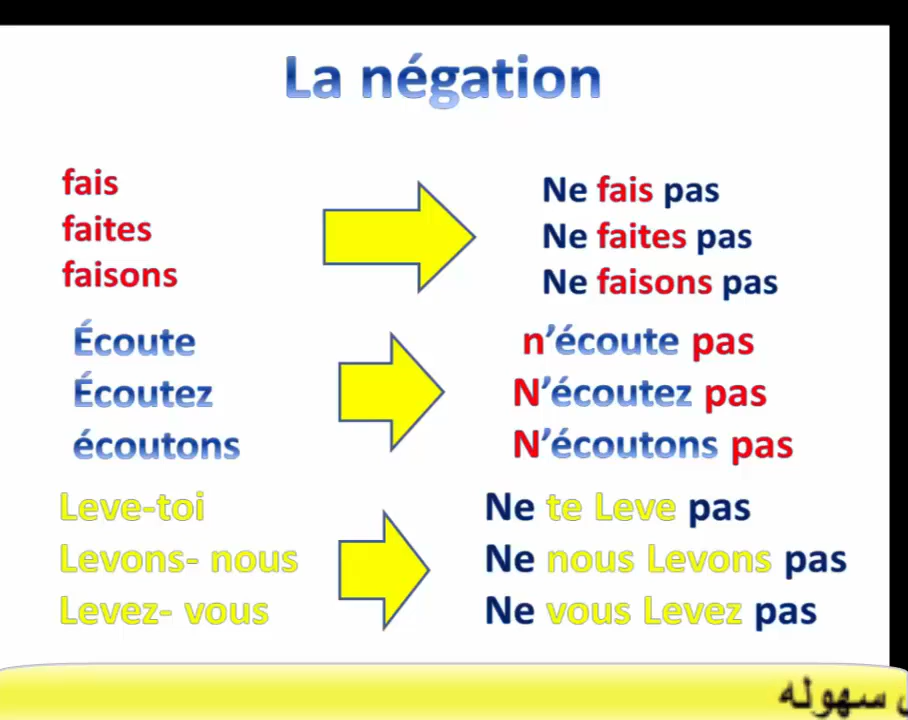 La négation
fais
faites
faisons
Ne fais pas
Ne faites pas
Ne faisons pas
Écoute
Écoutez
écoutons
n'écoute pas
N'écoutez pas
N'écoutons pas
Leve-toi
Levons- nous
Levez- vous
Ne te Leve pas
Ne nous Levons pas
Ne vous Levez pas
سهوله